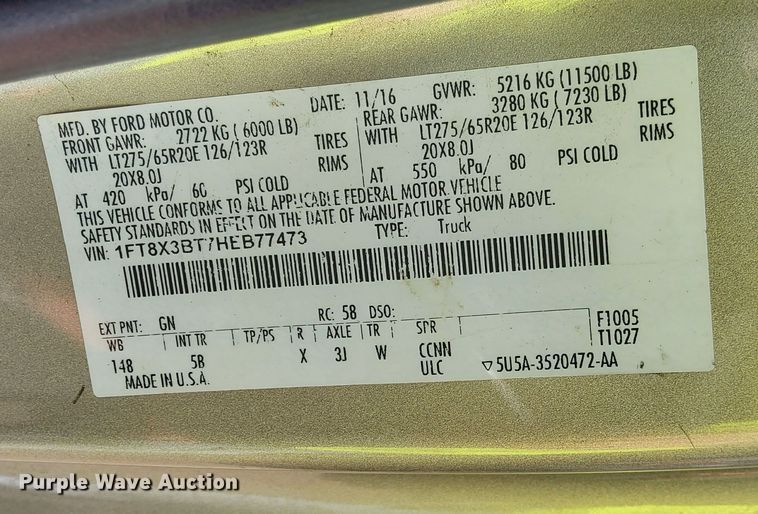 MFD. BY FORD MOTOR CO. DATE: 11/16 GVWR: 5216 KG (11500 LB)
FRONT GAWR: 2722 KG (6000 LB) REAR GAWR: 3280 KG (7230 LB)
WITH LT275/65R20E 126/123R TIRES WITH LT275/65R20E 126/123R TIRES
20X8.0J RIMS 20X8.0J RIMS
AT 420 kPa/ 60 PSI COLD AT 550 kPa/ 80 PSI COLD
THIS VEHICLE CONFORMS TO ALL APPLICABLE FEDERAL MOTOR VEHICLE
SAFETY STANDARDS IN EFFECT ON THE DATE OF MANUFACTURE SHOWN ABOVE.
VIN: 1FT8X3BT7HEB77473 TYPE: Truck
EXT PNT: GN RC: 58 DSO:
WB INT TR TP/PS R AXLE TR SPR F1005
148 5B X 3J W CCNN T1027
ULC
MADE IN U.S.A. ▽5U5A-3520472-AA
Purple Wave Auction